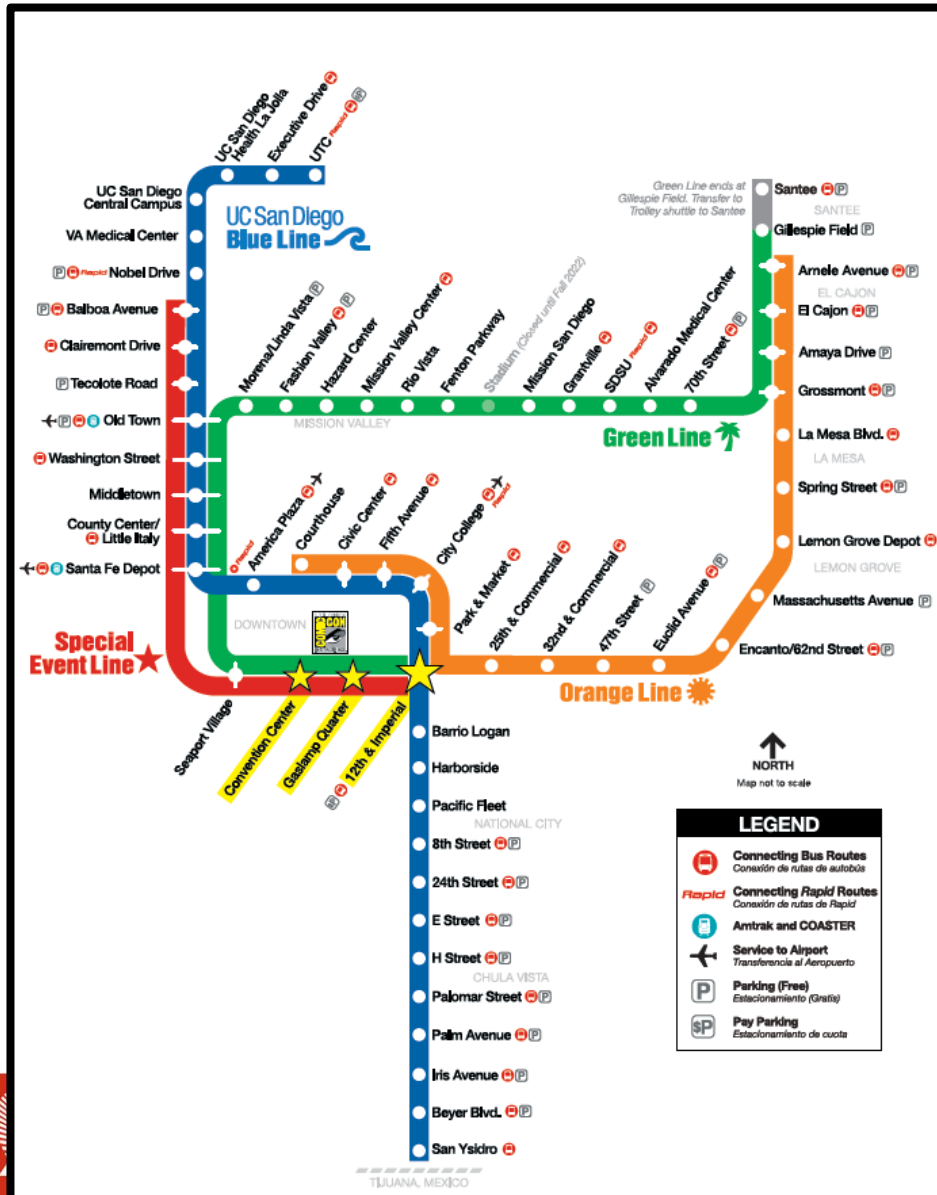 UC San Diego
Health La Jolla
Executive Drive
UTC Rapid
UC San Diego
Central Campus
VA Medical Center
Rapid Nobel Drive
Balboa Avenue
Clairemont Drive
Tecolote Road
Old Town
Washington Street
Middletown
County Center/
Little Italy
Santa Fe Depot
UC San Diego
Blue Line
Green Line ends at
Gillespie Field. Transfer to
Trolley shuttle to Santee
Santee
SANTEE
Gillespie Field
Arnele Avenue
EL CAJON
El Cajon
Amaya Drive
Grossmont
La Mesa Blvd.
LA MESA
Spring Street
Lemon Grove Depot
LEMON GROVE
Massachusetts Avenue
Encanto/62nd Street
Morena/Linda Vista
Fashion Valley
Hazard Center
Mission Valley Center
Rio Vista
Fenton Parkway
Stadium (Closed until Fall 2022)
Mission San Diego
Grantville
SDSU Rapid
Alvarado Medical Center
70th Street
MISSION VALLEY
Green Line
Rapid
America Plaza
Courthouse
Civic Center
Fifth Avenue
City College
Rapid
Park & Market
25th & Commercial
32nd & Commercial
47th Street
Euclid Avenue
DOWNTOWN
COMIC CON
Special
Event Line
Orange Line
Seaport Village
Convention Center
Gaslamp Quarter
12th & Imperial
Barrio Logan
Harborside
Pacific Fleet
NATIONAL CITY
8th Street
24th Street
E Street
H Street
CHULA VISTA
Palomar Street
Palm Avenue
Iris Avenue
Beyer Blvd.
San Ysidro
TIJUANA, MEXICO
NORTH
Map not to scale
LEGEND
Connecting Bus Routes
Conexión de rutas de autobús
Rapid
Connecting Rapid Routes
Conexión de rutas de Rapid
Amtrak and COASTER
Service to Airport
Transferencia al Aeropuerto
P
Parking (Free)
Estacionamiento (Gratis)
$P
Pay Parking
Estacionamiento de cuota